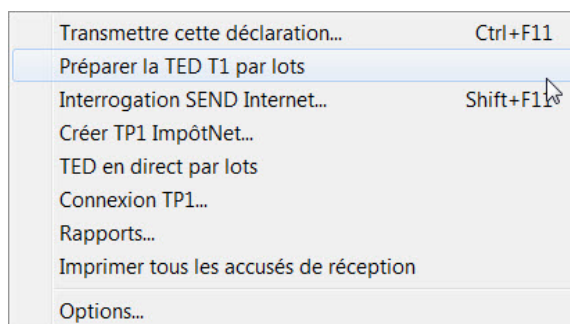 Transmettre cette déclaration... Ctrl+F11
Préparer la TED T1 par lots
Interrogation SEND Internet... Shift+F11
Créer TP1 ImpôtNet...
TED en direct par lots
Connexion TP1...
Rapports...
Imprimer tous les accusés de réception
Options...